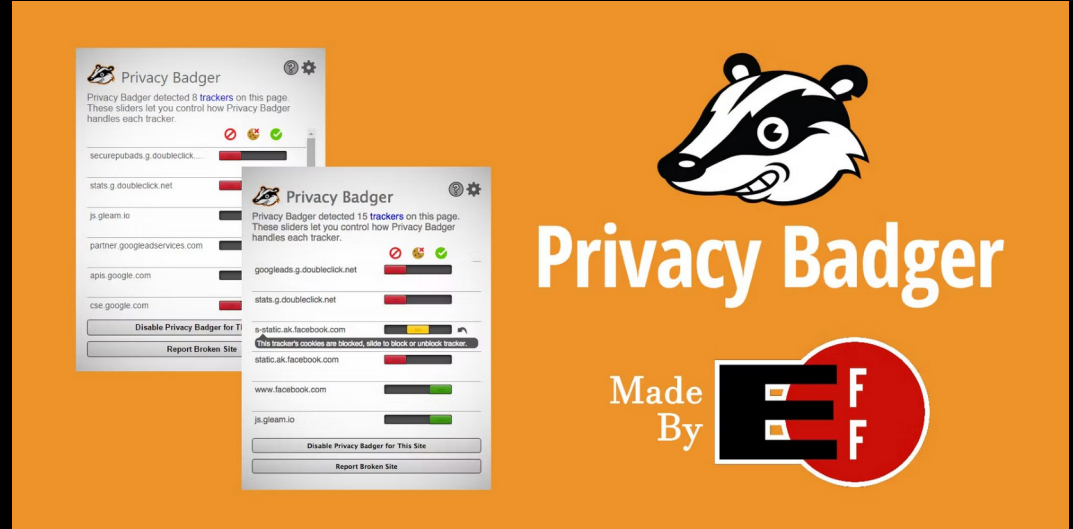 Privacy Badger
Privacy Badger detected 8 trackers on this page.
These sliders let you control how Privacy Badger
handles each tracker.
securepubads.g.doubleclick....
stats.g.doubleclick.net
js.gleam.io
partner.googleadservices.com
apis.google.com
cse.google.com
Disable Privacy Badger for T
Report Broken Site
Privacy Badger
Privacy Badger detected 15 trackers on this page.
These sliders let you control how Privacy Badger
handles each tracker.
googleads.g.doubleclick.net
stats.g.doubleclick.net
s-static.ak.facebook.com
This tracker's cookies are blocked, slide to block or unblock tracker.
static.ak.facebook.com
www.facebook.com
js.gleam.io
Disable Privacy Badger for This Site
Report Broken Site
Privacy Badger
Made
By
EFF